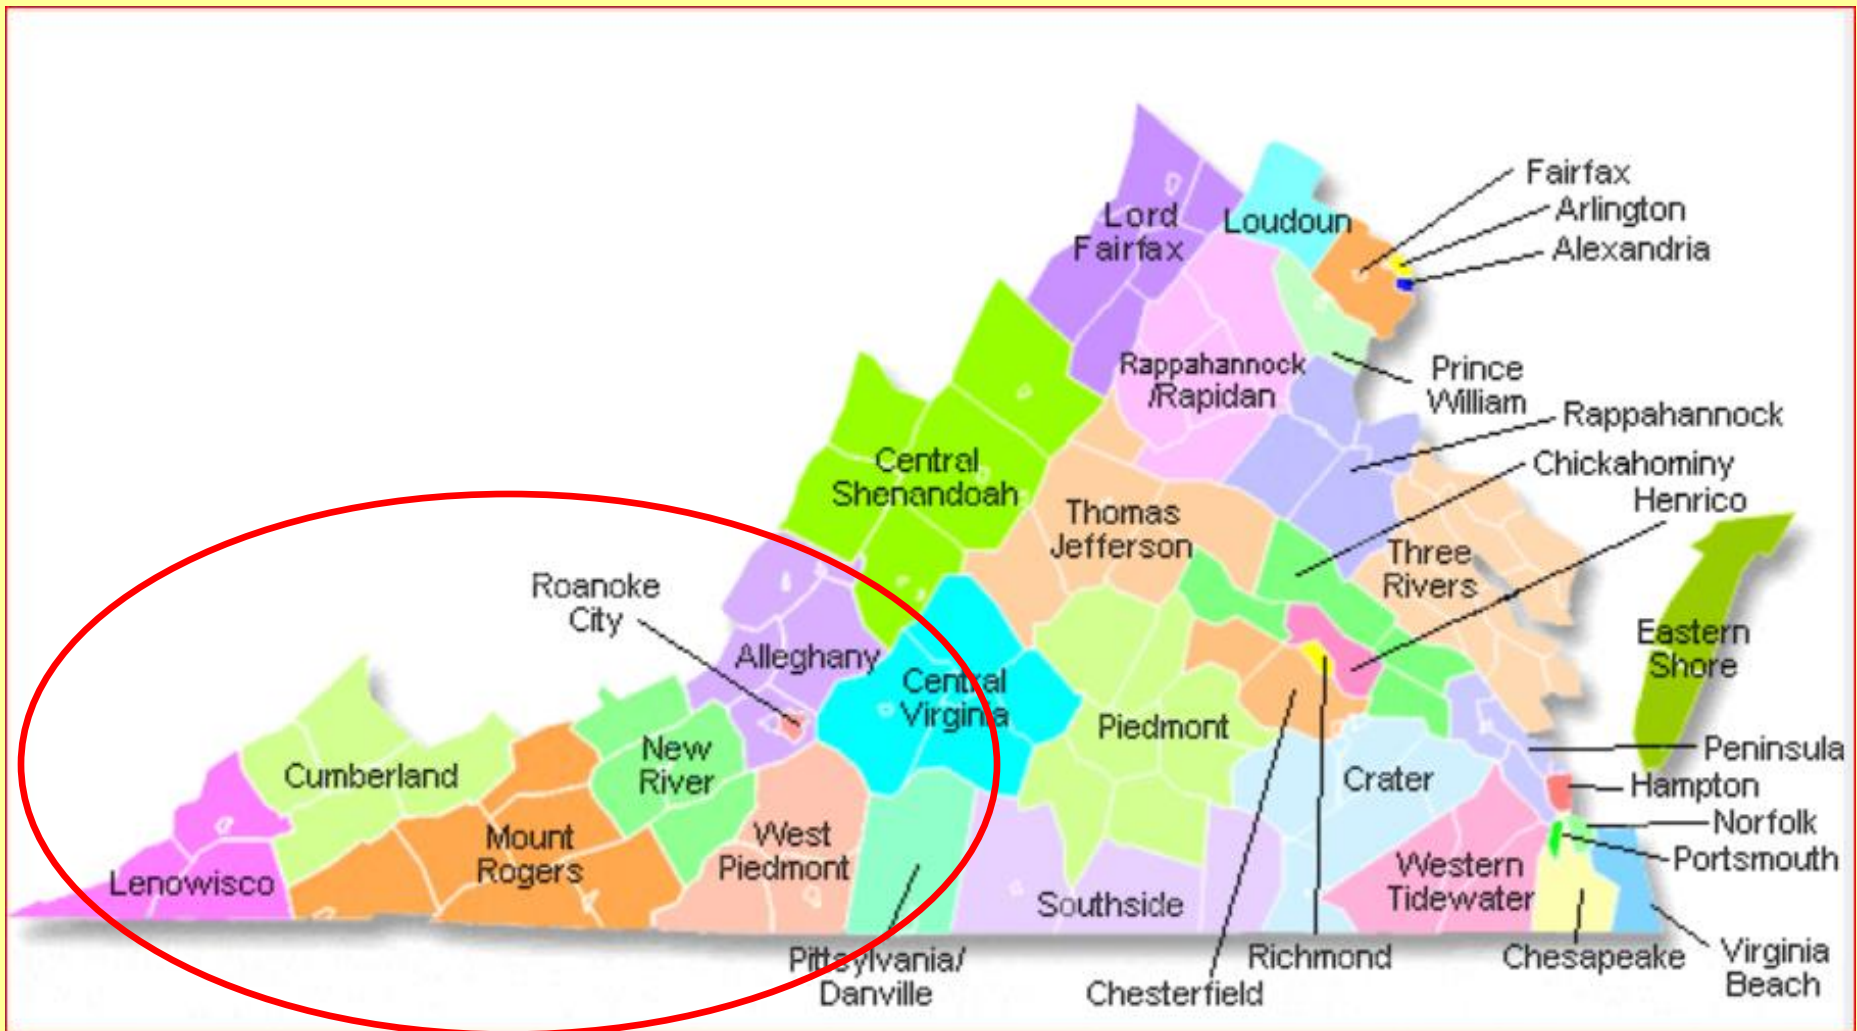 Fairfax
Arlington
Alexandria
Lord
Fairfax
Loudoun
Rappahannock
/Rapidan
Prince
William
Rappahannock
Chickahominy
Henrico
Central
Shenandoah
Thomas
Jefferson
Three
Rivers
Roanoke
City
Alleghany
Central
Virginia
Eastern
Shore
Piedmont
New
River
Cumberland
Crater
Peninsula
Hampton
Norfolk
Portsmouth
Mount
Rogers
West
Piedmont
Lenowisco
Southside
Western
Tidewater
Pittsylvania/
Danville
Chesterfield
Richmond
Chesapeake
Virginia
Beach